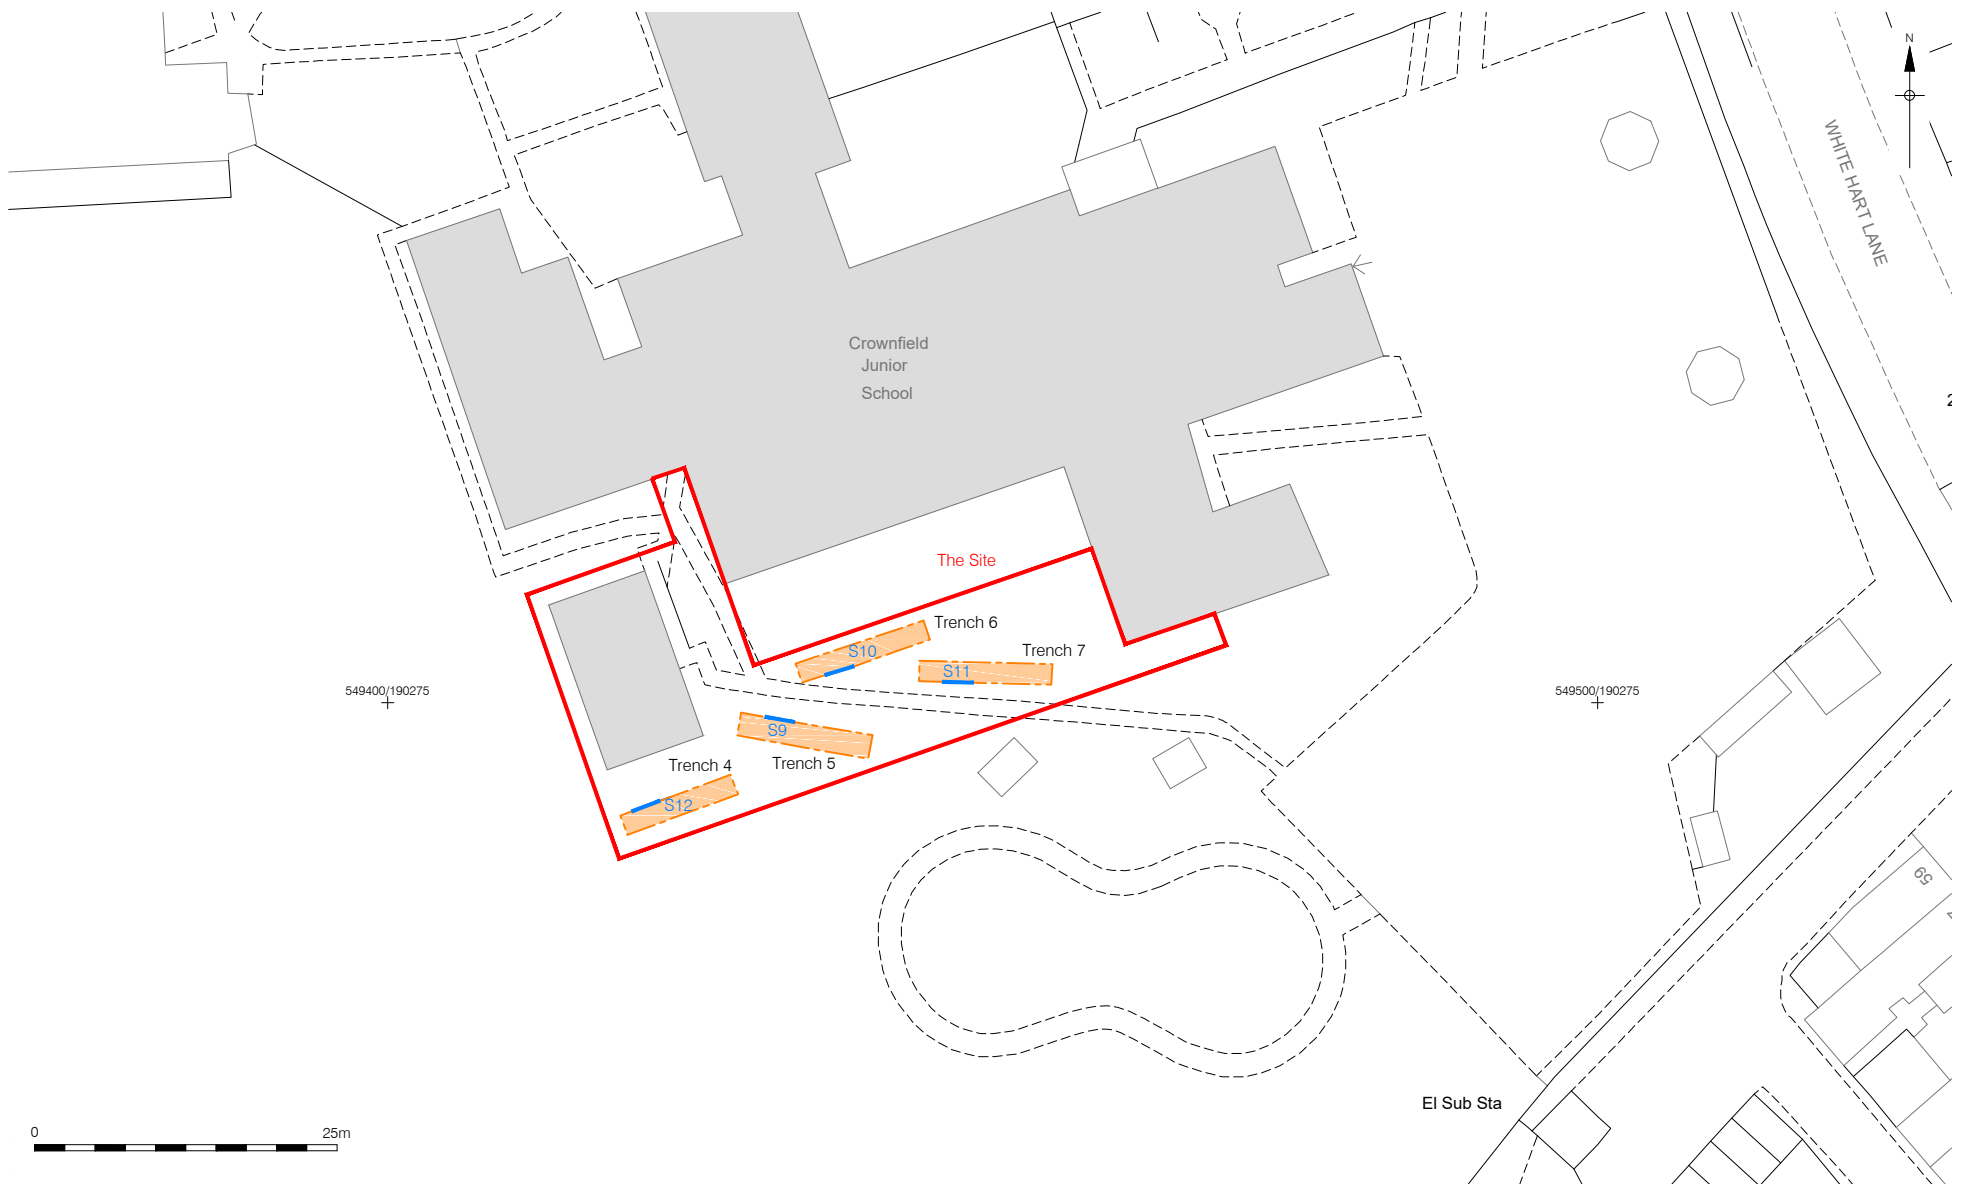 N
WHITE HART LANE
Crownfield
Junior
School
2
The Site
Trench 6
S10
Trench 7
S11
549400/190275
549500/190275
S9
Trench 4
Trench 5
S12
59
El Sub Sta
0 25m